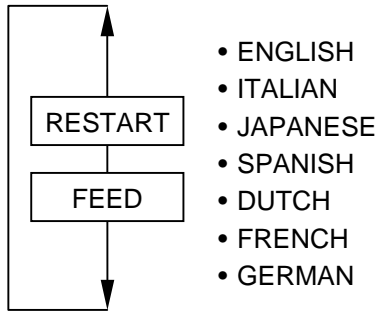 RESTART
FEED
• ENGLISH
• ITALIAN
• JAPANESE
• SPANISH
• DUTCH
• FRENCH
• GERMAN